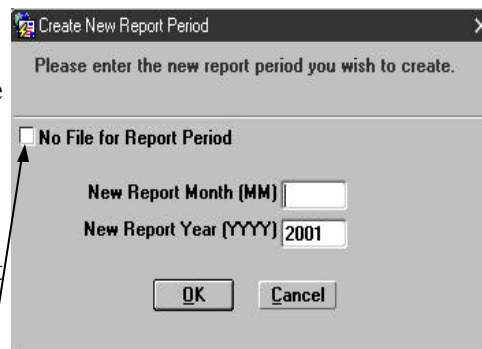 Create New Report Period
Please enter the new report period you wish to create.
No File for Report Period
New Report Month (MM)
New Report Year (YYYY) 2001
OK Cancel